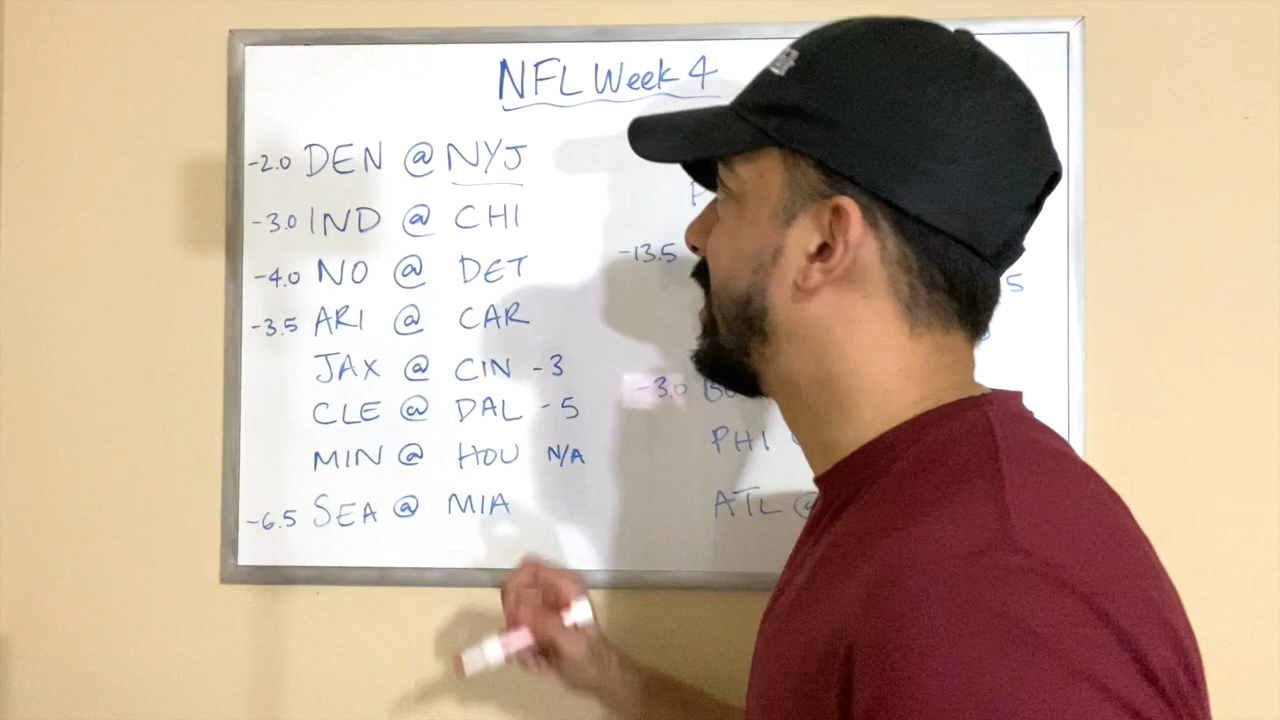 NFL Week 4
-2.0 DEN @ NYJ
-3.0 IND @ CHI
-4.0 NO @ DET
-3.5 ARI @ CAR
JAX @ CIN -3
CLE @ DAL -5
MIN @ HOU N/A
-6.5 SEA @ MIA
-13.5
-3.0
PHI
ATL @